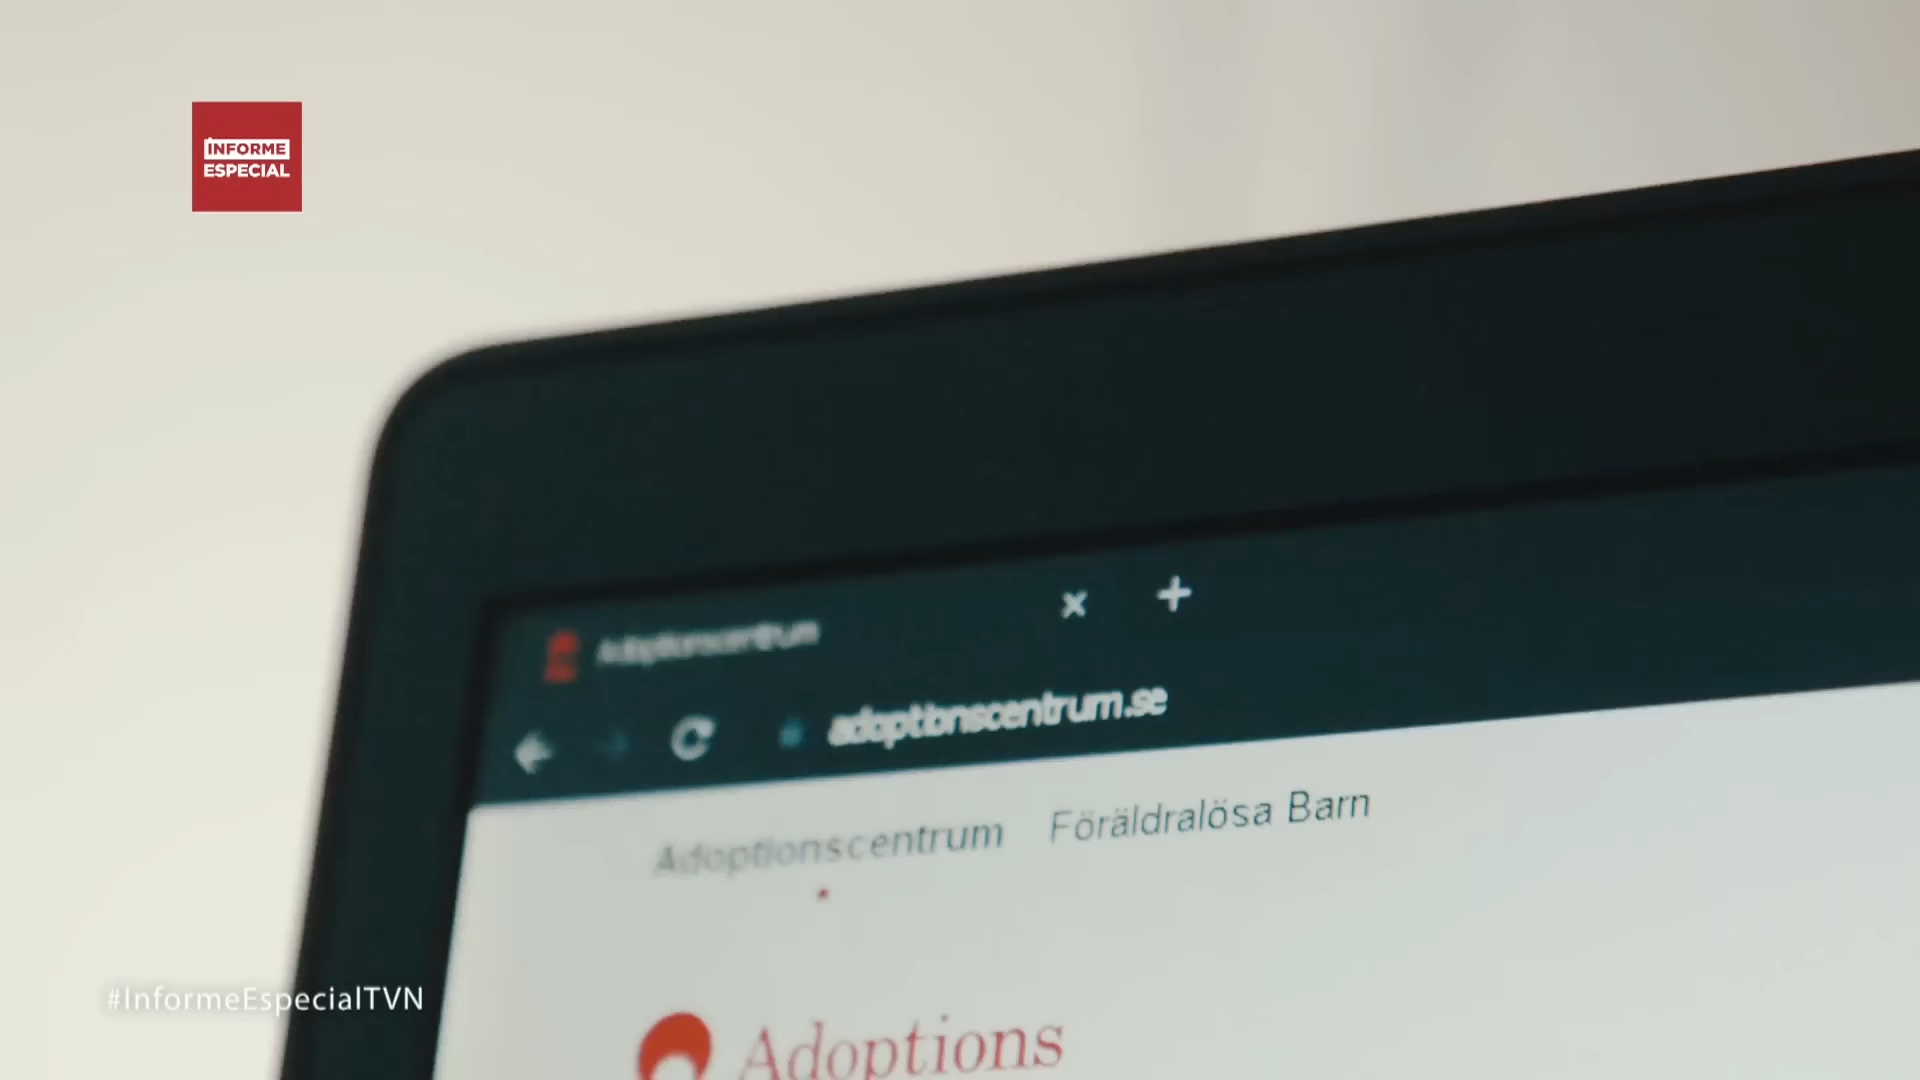 INFORME
ESPECIAL
Adoptionscentrum
adoptionscentrum.se
Adoptionscentrum Föräldralösa Barn
Adoptions
#InformeEspecialTVN